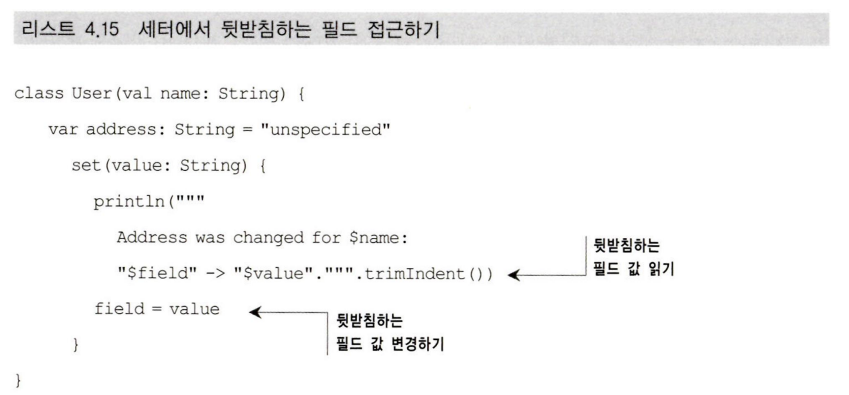 리스트 4.15 세터에서 뒷받침하는 필드 접근하기
class User(val name: String) {
var address: String = "unspecified"
set(value: String) {
println("""
Address was changed for $name:
"$field" -> "$value".""".trimIndent())
뒷받침하는
필드 값 읽기
field = value
뒷받침하는
필드 값 변경하기
}
}